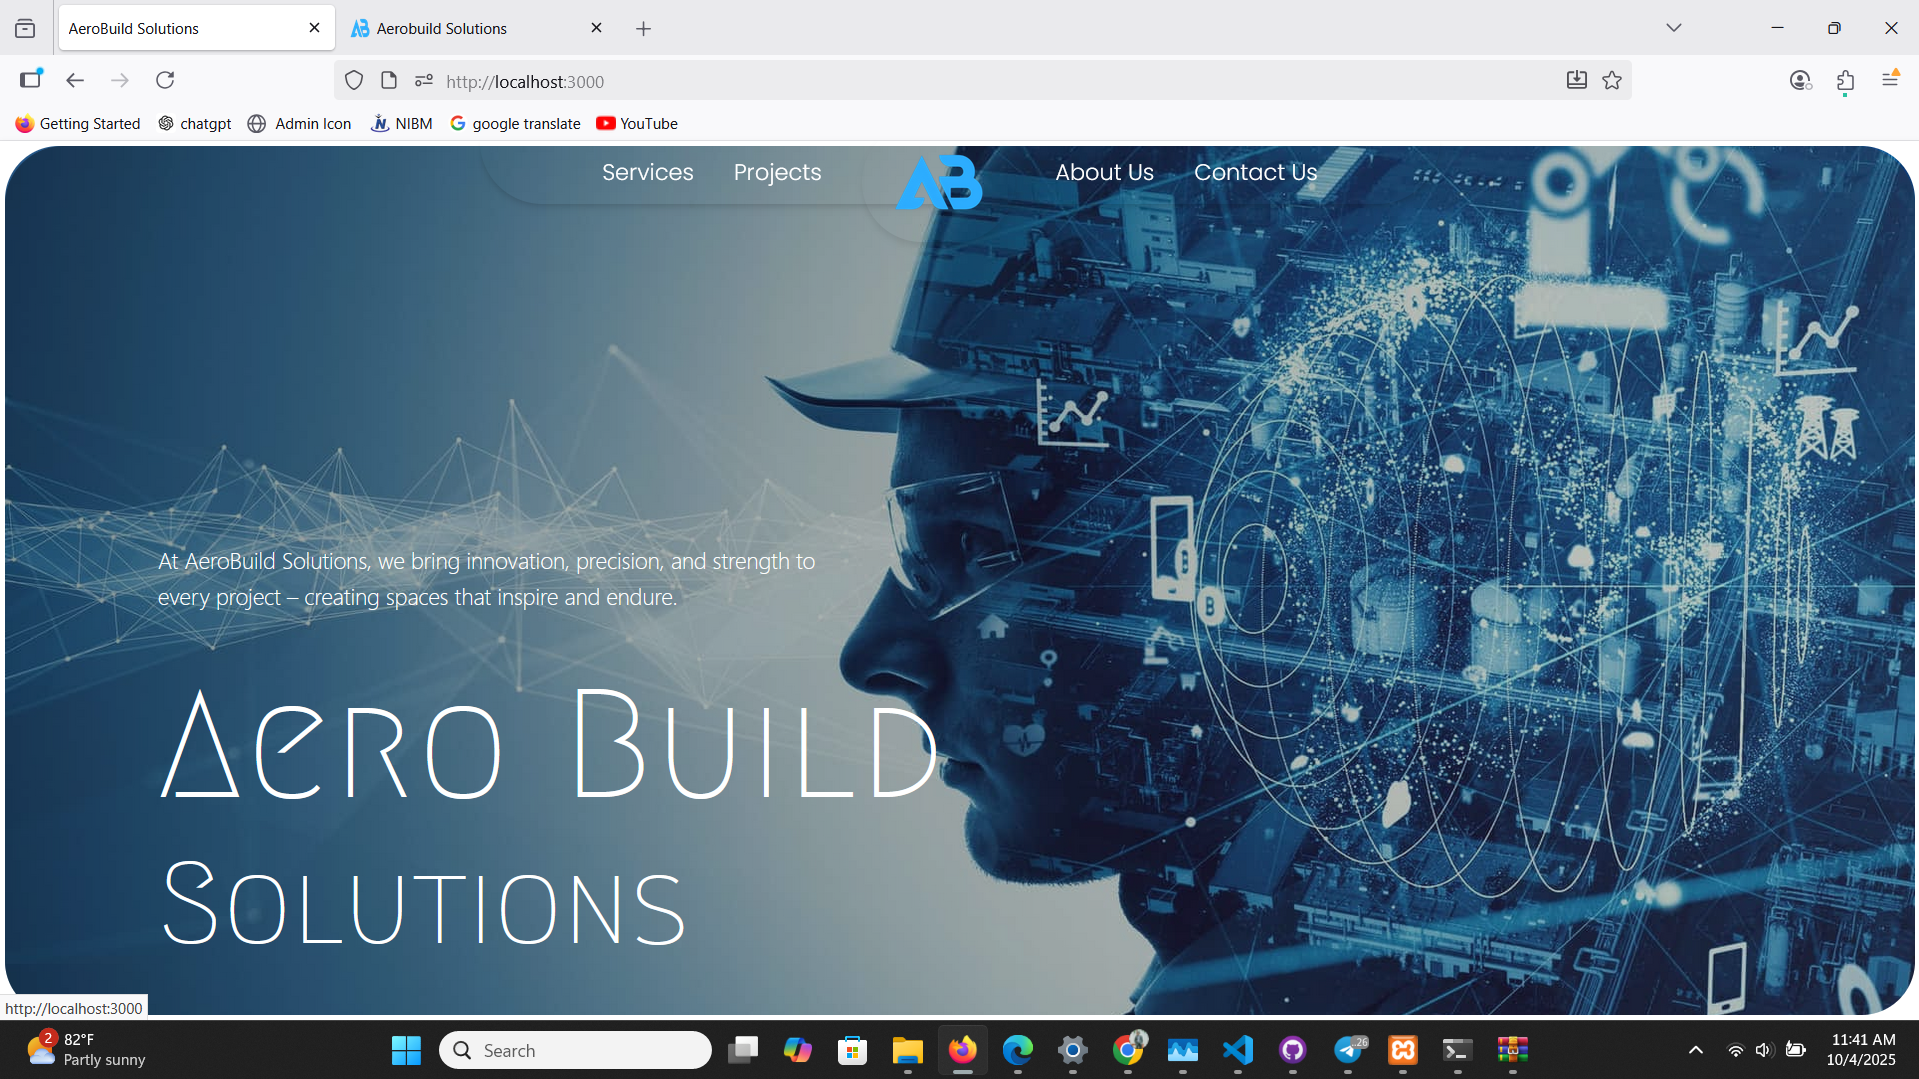 AeroBuild Solutions
Aerobuild Solutions
http://localhost:3000
Getting Started
chatgpt
Admin Icon
NIBM
google translate
YouTube
Services
Projects
AB
About Us
Contact Us
At AeroBuild Solutions, we bring innovation, precision, and strength to
every project – creating spaces that inspire and endure.
Aero Build
Solutions
http://localhost:3000
2
82°F
Partly sunny
Search
26
11:41 AM
10/4/2025